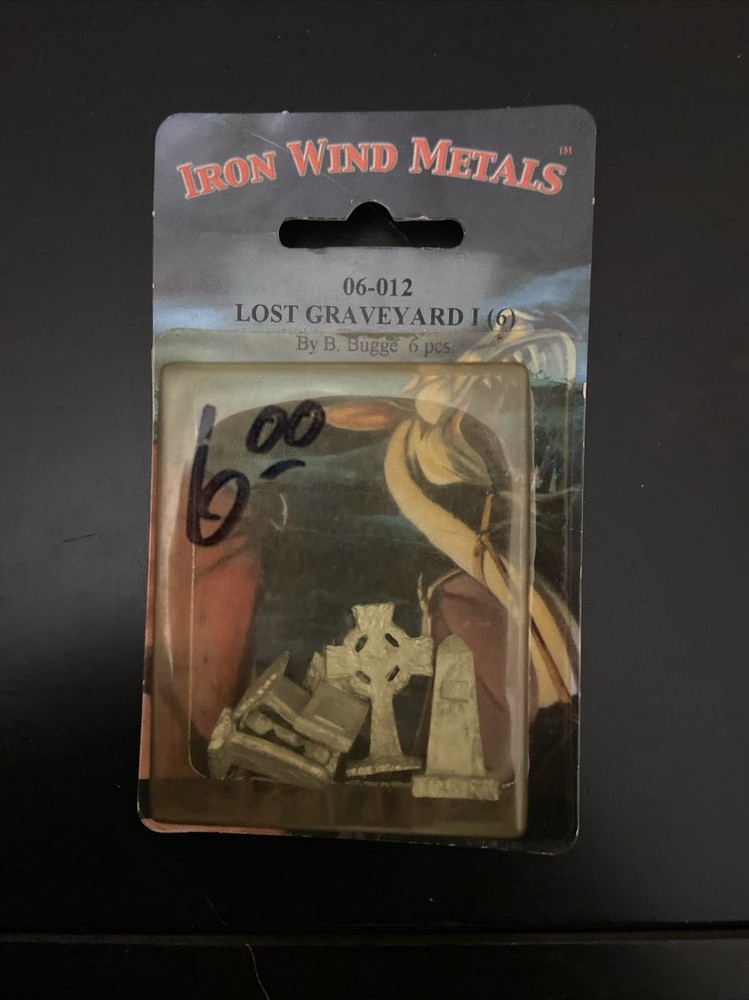 IRON WIND METALS™
06-012
LOST GRAVEYARD I (6)
By B. Bugge 6 pcs.
6.00